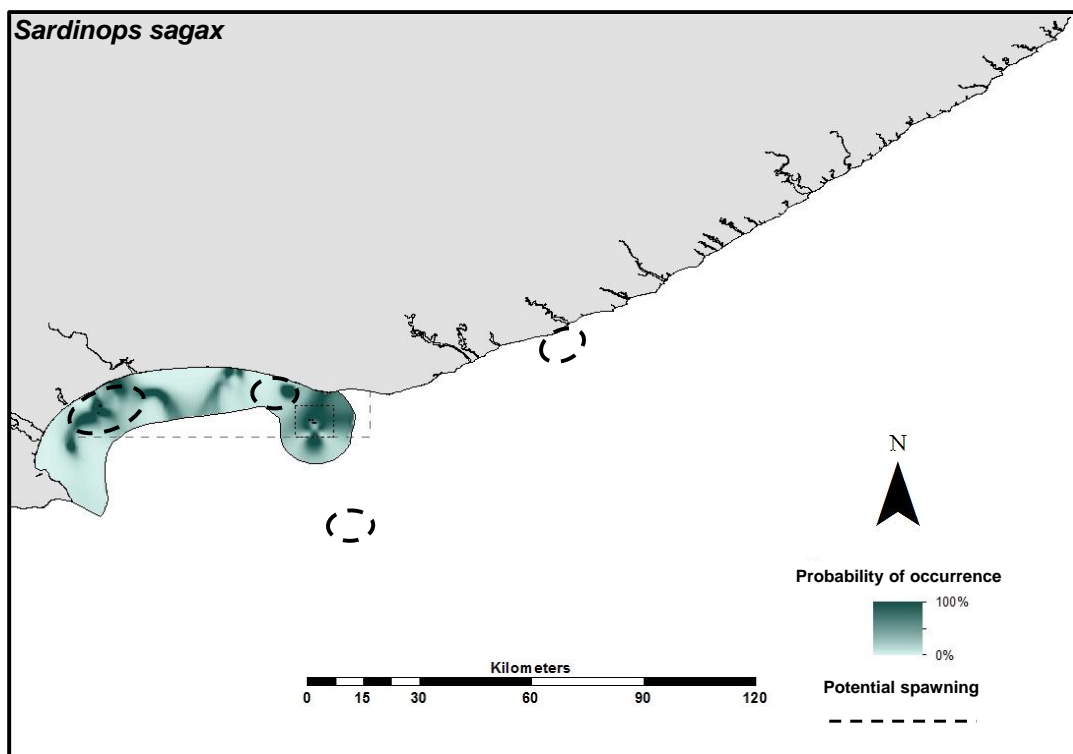 Sardinops sagax
N
Probability of occurrence
100%
0%
Potential spawning
Kilometers
0 15 30 60 90 120